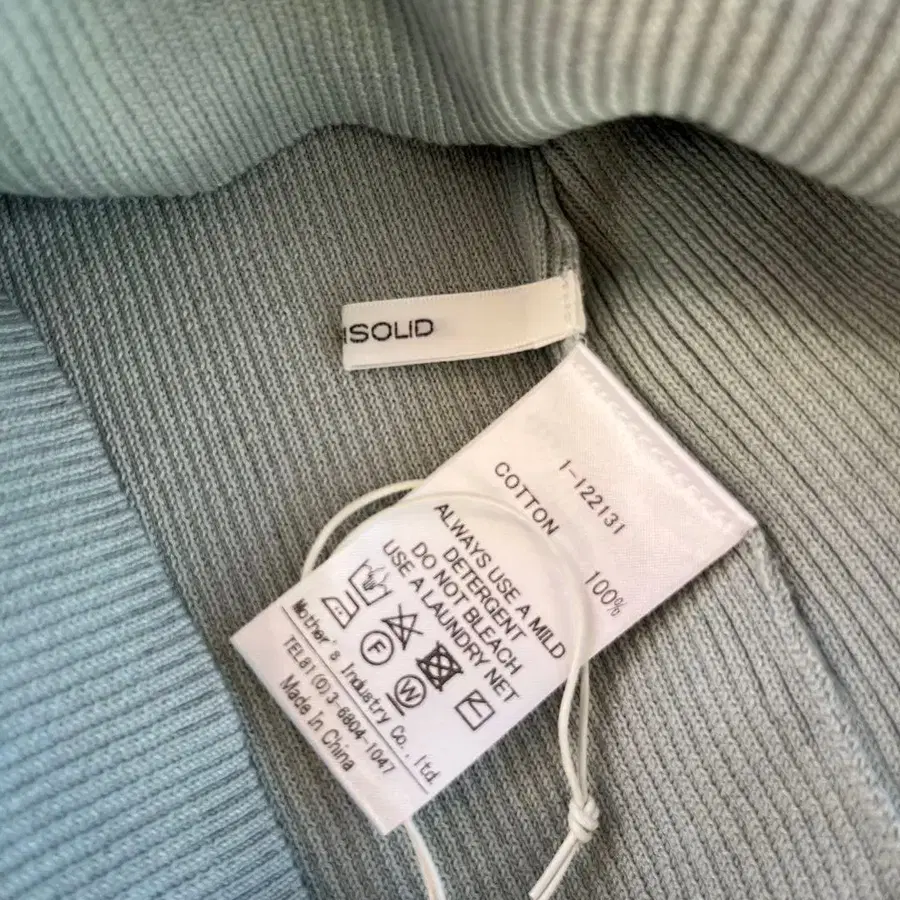 SOLID
1-122131
COTTON 100%
ALWAYS USE A MILD
DETERGENT
DO NOT BLEACH
USE A LAUNDRY NET
F
W
Mother's Industry Co., ltd.
TEL81(0)3-6804-1047
Made In China